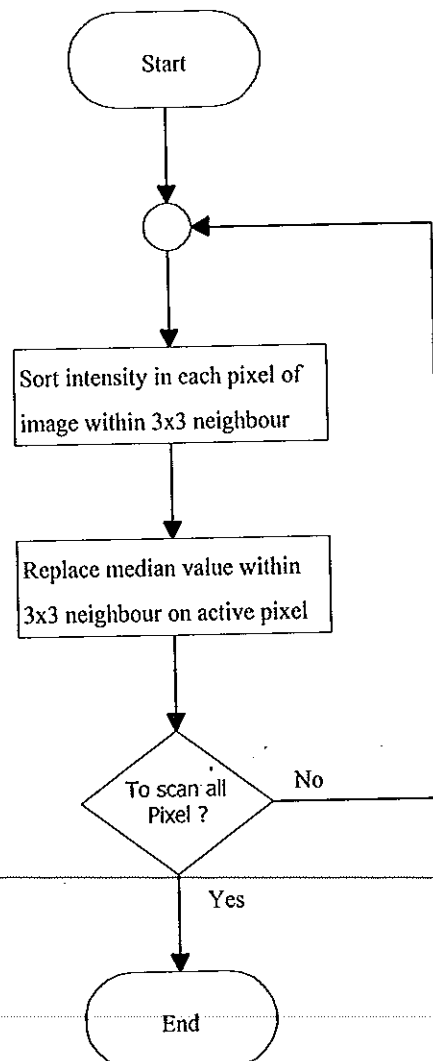 Start
Sort intensity in each pixel of
image within 3x3 neighbour
Replace median value within
3x3 neighbour on active pixel
To scan all
Pixel ?
No
Yes
End